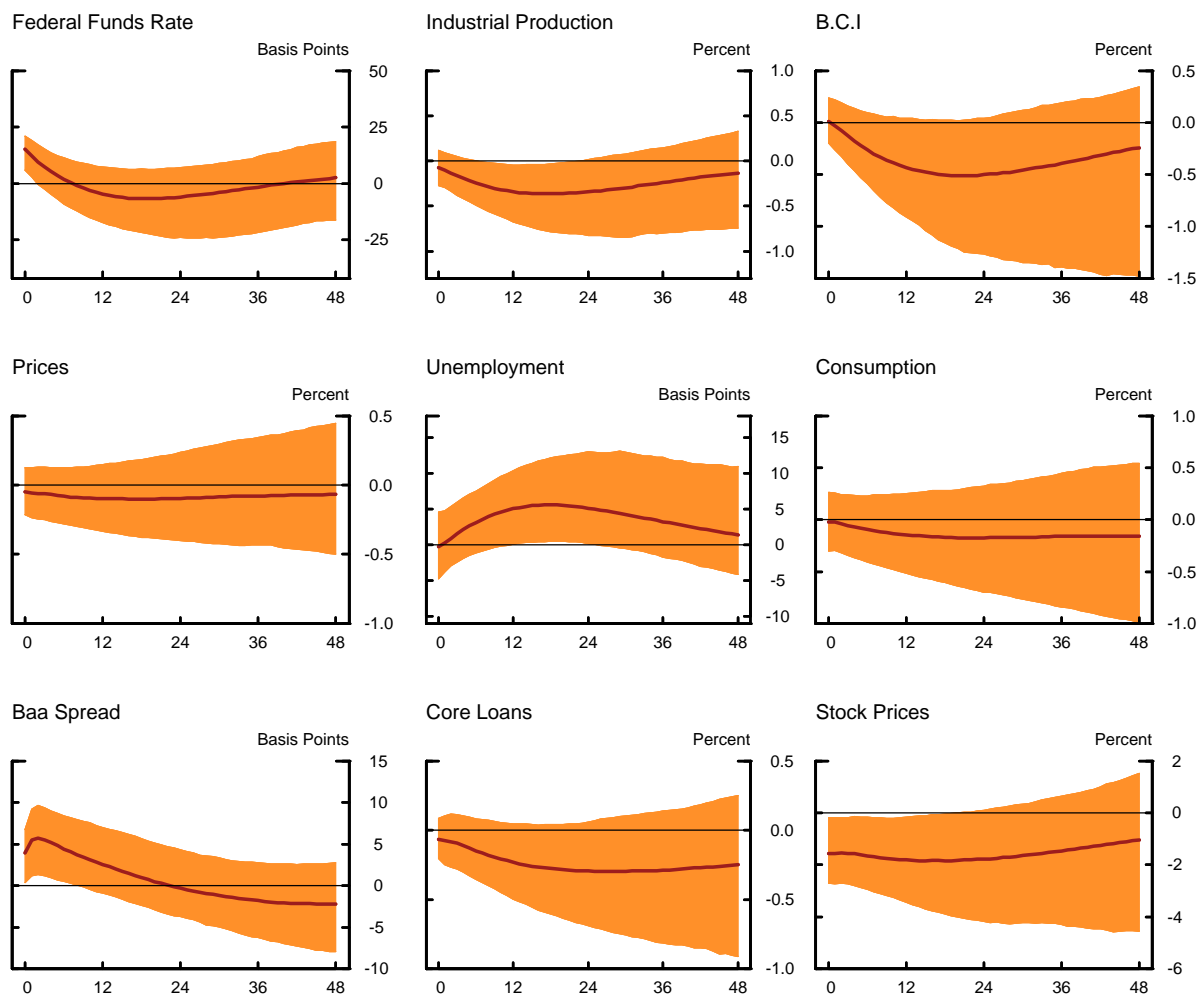 Federal Funds Rate
Basis Points
50
25
0
-25
0 12 24 36 48
Industrial Production
Percent
1.0
0.5
0.0
-0.5
-1.0
0 12 24 36 48
B.C.I
Percent
0.5
0.0
-0.5
-1.0
-1.5
0 12 24 36 48
Prices
Percent
0.5
0.0
-0.5
-1.0
0 12 24 36 48
Unemployment
Basis Points
15
10
5
0
-5
-10
0 12 24 36 48
Consumption
Percent
1.0
0.5
0.0
-0.5
-1.0
0 12 24 36 48
Baa Spread
Basis Points
15
10
5
0
-5
-10
0 12 24 36 48
Core Loans
Percent
0.5
0.0
-0.5
-1.0
0 12 24 36 48
Stock Prices
Percent
2
0
-2
-4
-6
0 12 24 36 48